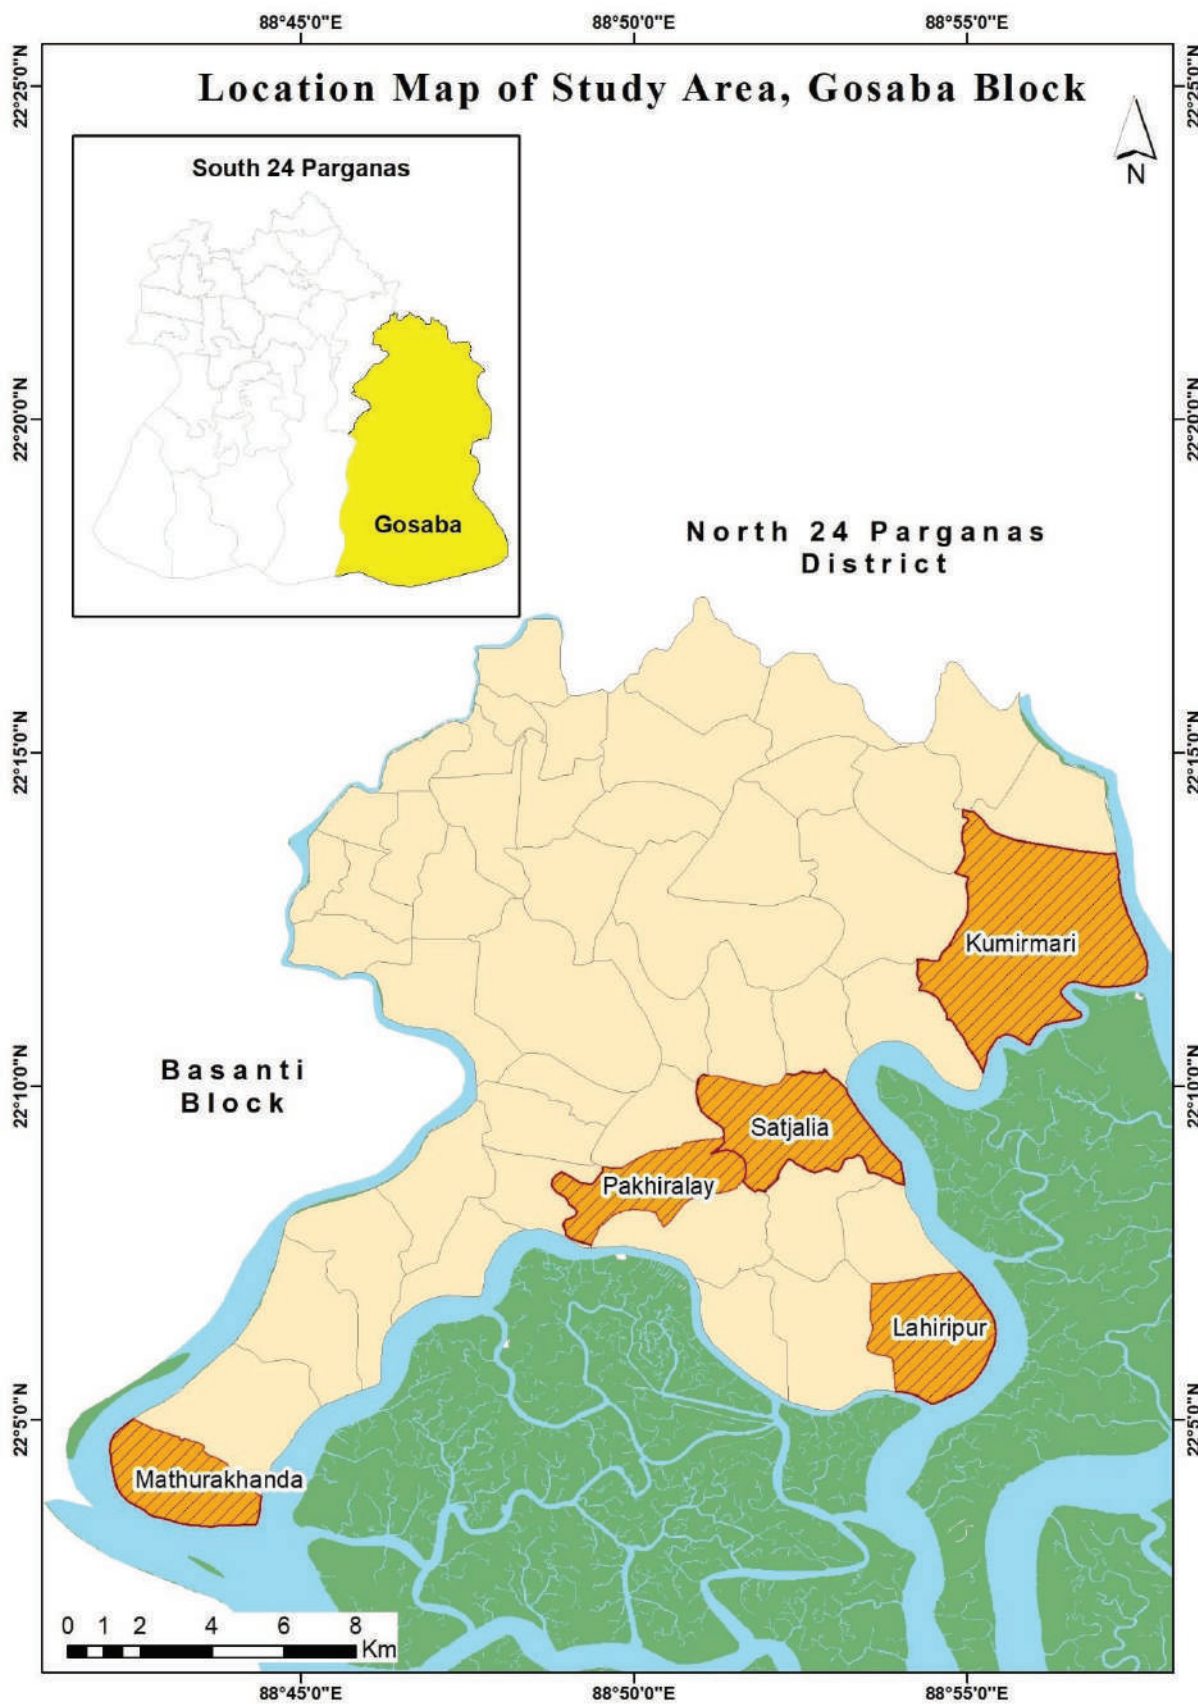 88°45'0"E
88°50'0"E
88°55'0"E
Location Map of Study Area, Gosaba Block
22°25'0"N
22°25'0"N
N
South 24 Parganas
Gosaba
22°20'0"N
22°20'0"N
North 24 Parganas
District
22°15'0"N
22°15'0"N
Kumirmari
Basanti
Block
22°10'0"N
22°10'0"N
Satjalia
Pakhiralay
Lahiripur
22°5'0"N
22°5'0"N
Mathurakhanda
0 1 2 4 6 8
Km
88°45'0"E
88°50'0"E
88°55'0"E